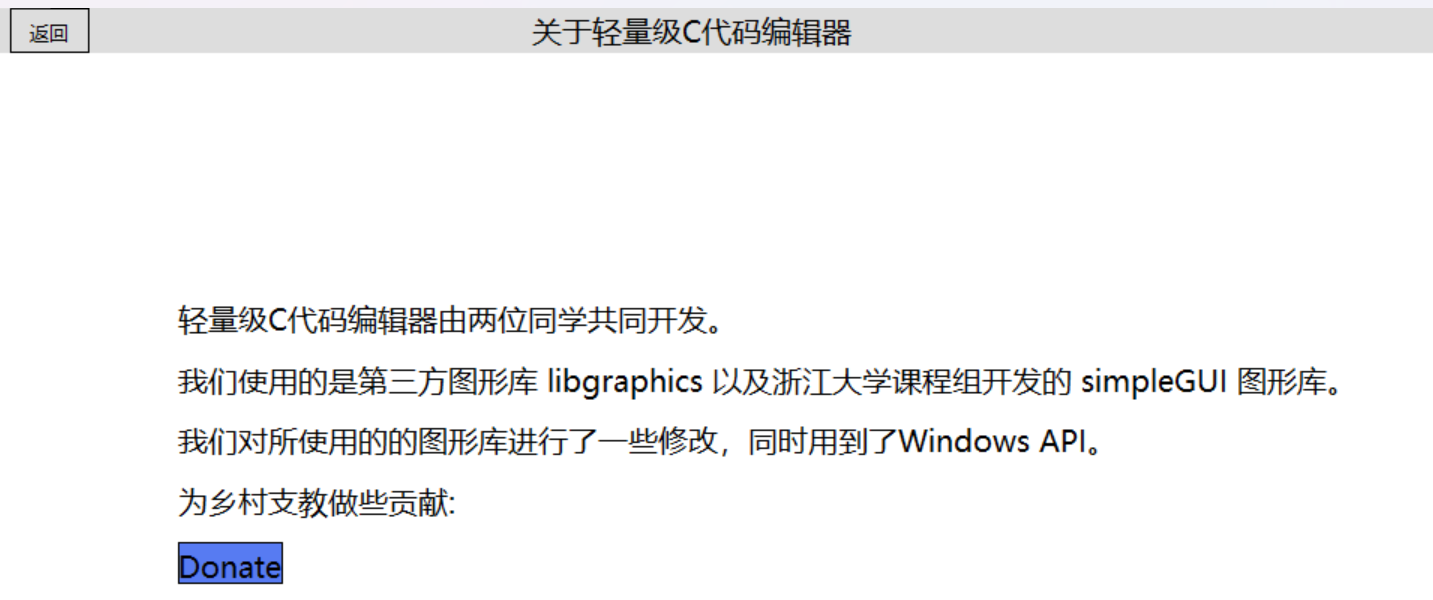 返回
关于轻量级C代码编辑器
轻量级C代码编辑器由两位同学共同开发。
我们使用的是第三方图形库 libgraphics 以及浙江大学课程组开发的 simpleGUI 图形库。
我们对所使用的的图形库进行了一些修改，同时用到了Windows API。
为乡村支教做些贡献:
Donate